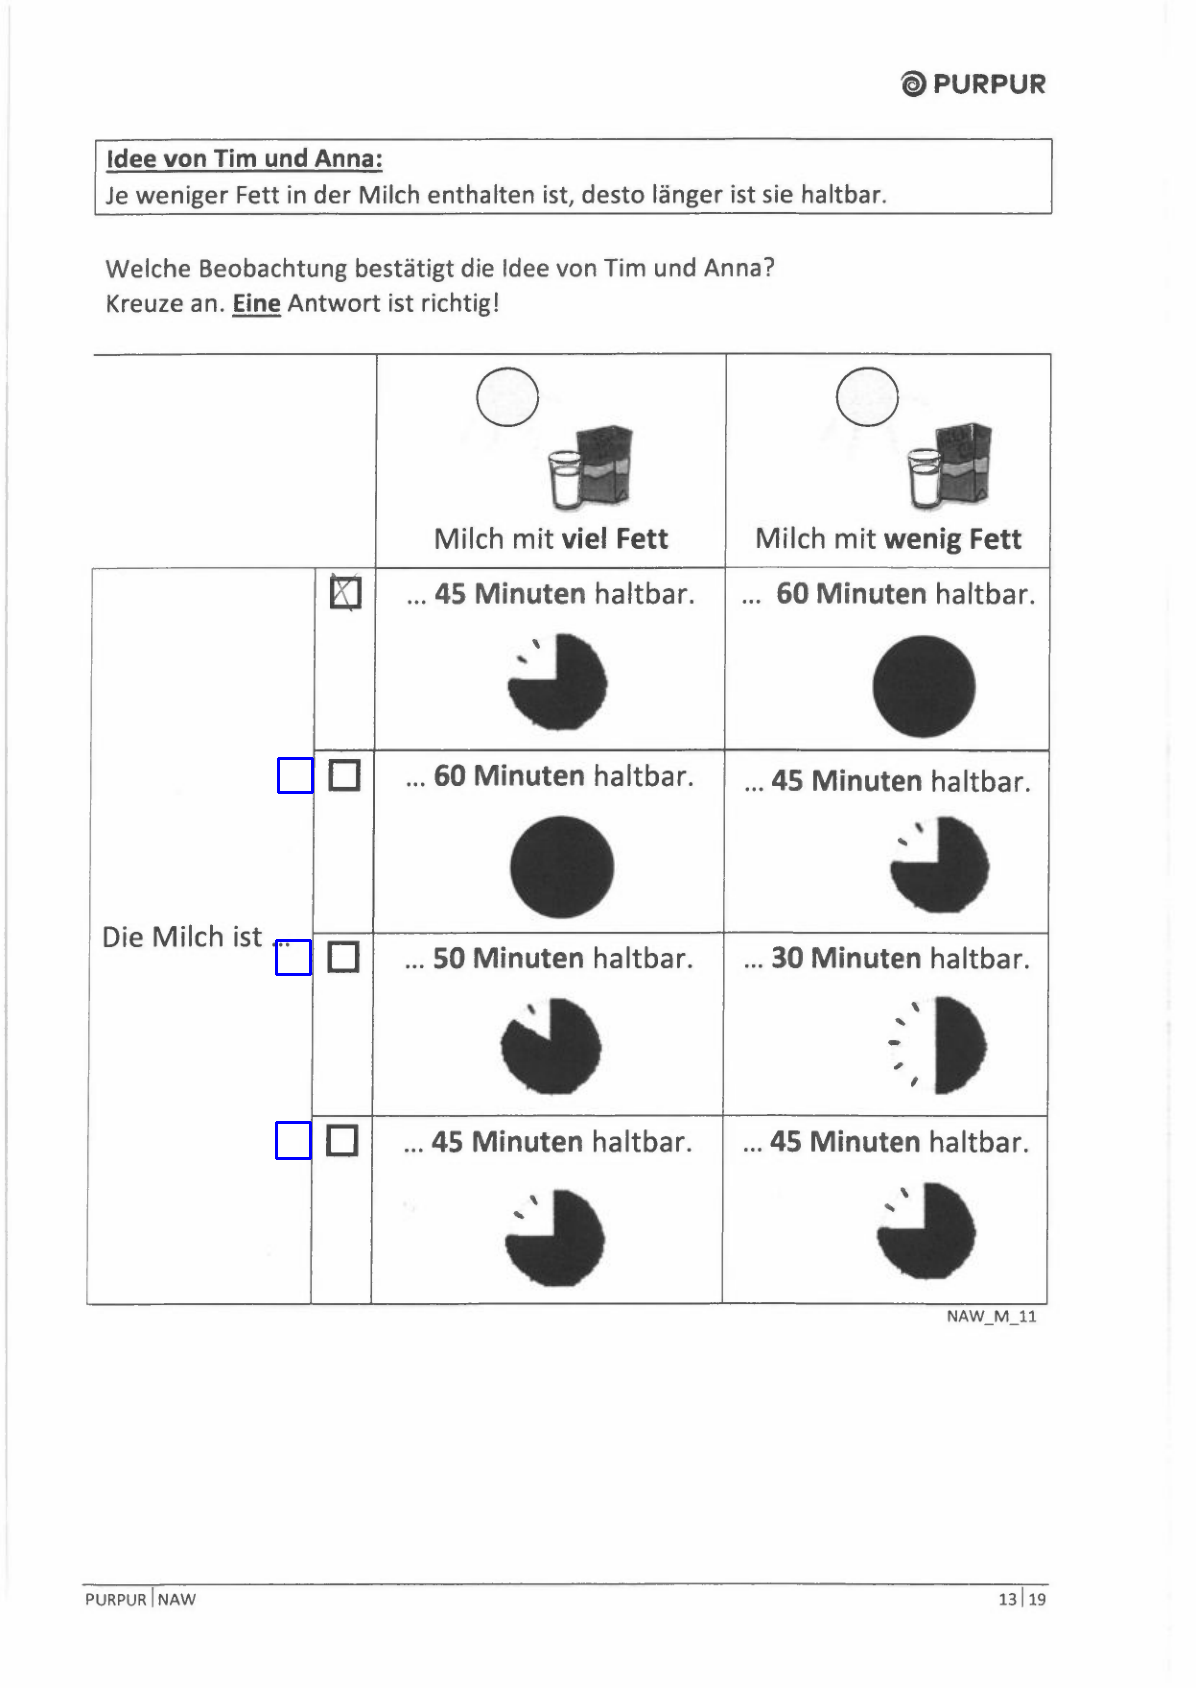 PURPUR
Idee von Tim und Anna:
Je weniger Fett in der Milch enthalten ist, desto länger ist sie haltbar.
Welche Beobachtung bestätigt die Idee von Tim und Anna?
Kreuze an. Eine Antwort ist richtig!
Milch mit viel Fett
Milch mit wenig Fett
... 45 Minuten haltbar.
... 60 Minuten haltbar.
... 60 Minuten haltbar.
... 45 Minuten haltbar.
Die Milch ist ...
... 50 Minuten haltbar.
... 30 Minuten haltbar.
... 45 Minuten haltbar.
... 45 Minuten haltbar.
NAW_M_11
PURPUR | NAW
13 | 19